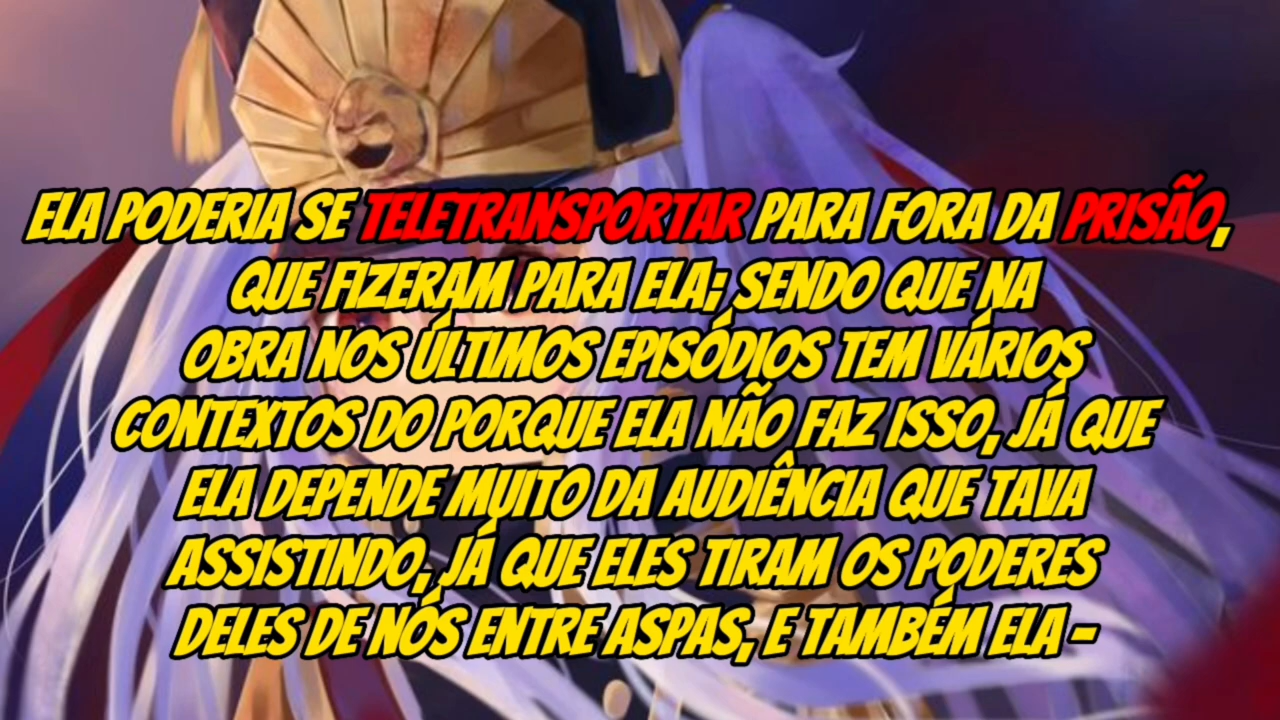 ELA PODERIA SE TELETRANSPORTAR PARA FORA DA PRISÃO,
QUE FIZERAM PARA ELA; SENDO QUE NA
OBRA NOS ÚLTIMOS EPISÓDIOS TEM VÁRIOS
CONTEXTOS DO PORQUE ELA NÃO FAZ ISSO, JÁ QUE
ELA DEPENDE MUITO DA AUDIÊNCIA QUE TAVA
ASSISTINDO, JÁ QUE ELES TIRAM OS PODERES
DELES DE NÓS ENTRE ASPAS, E TAMBÉM ELA -